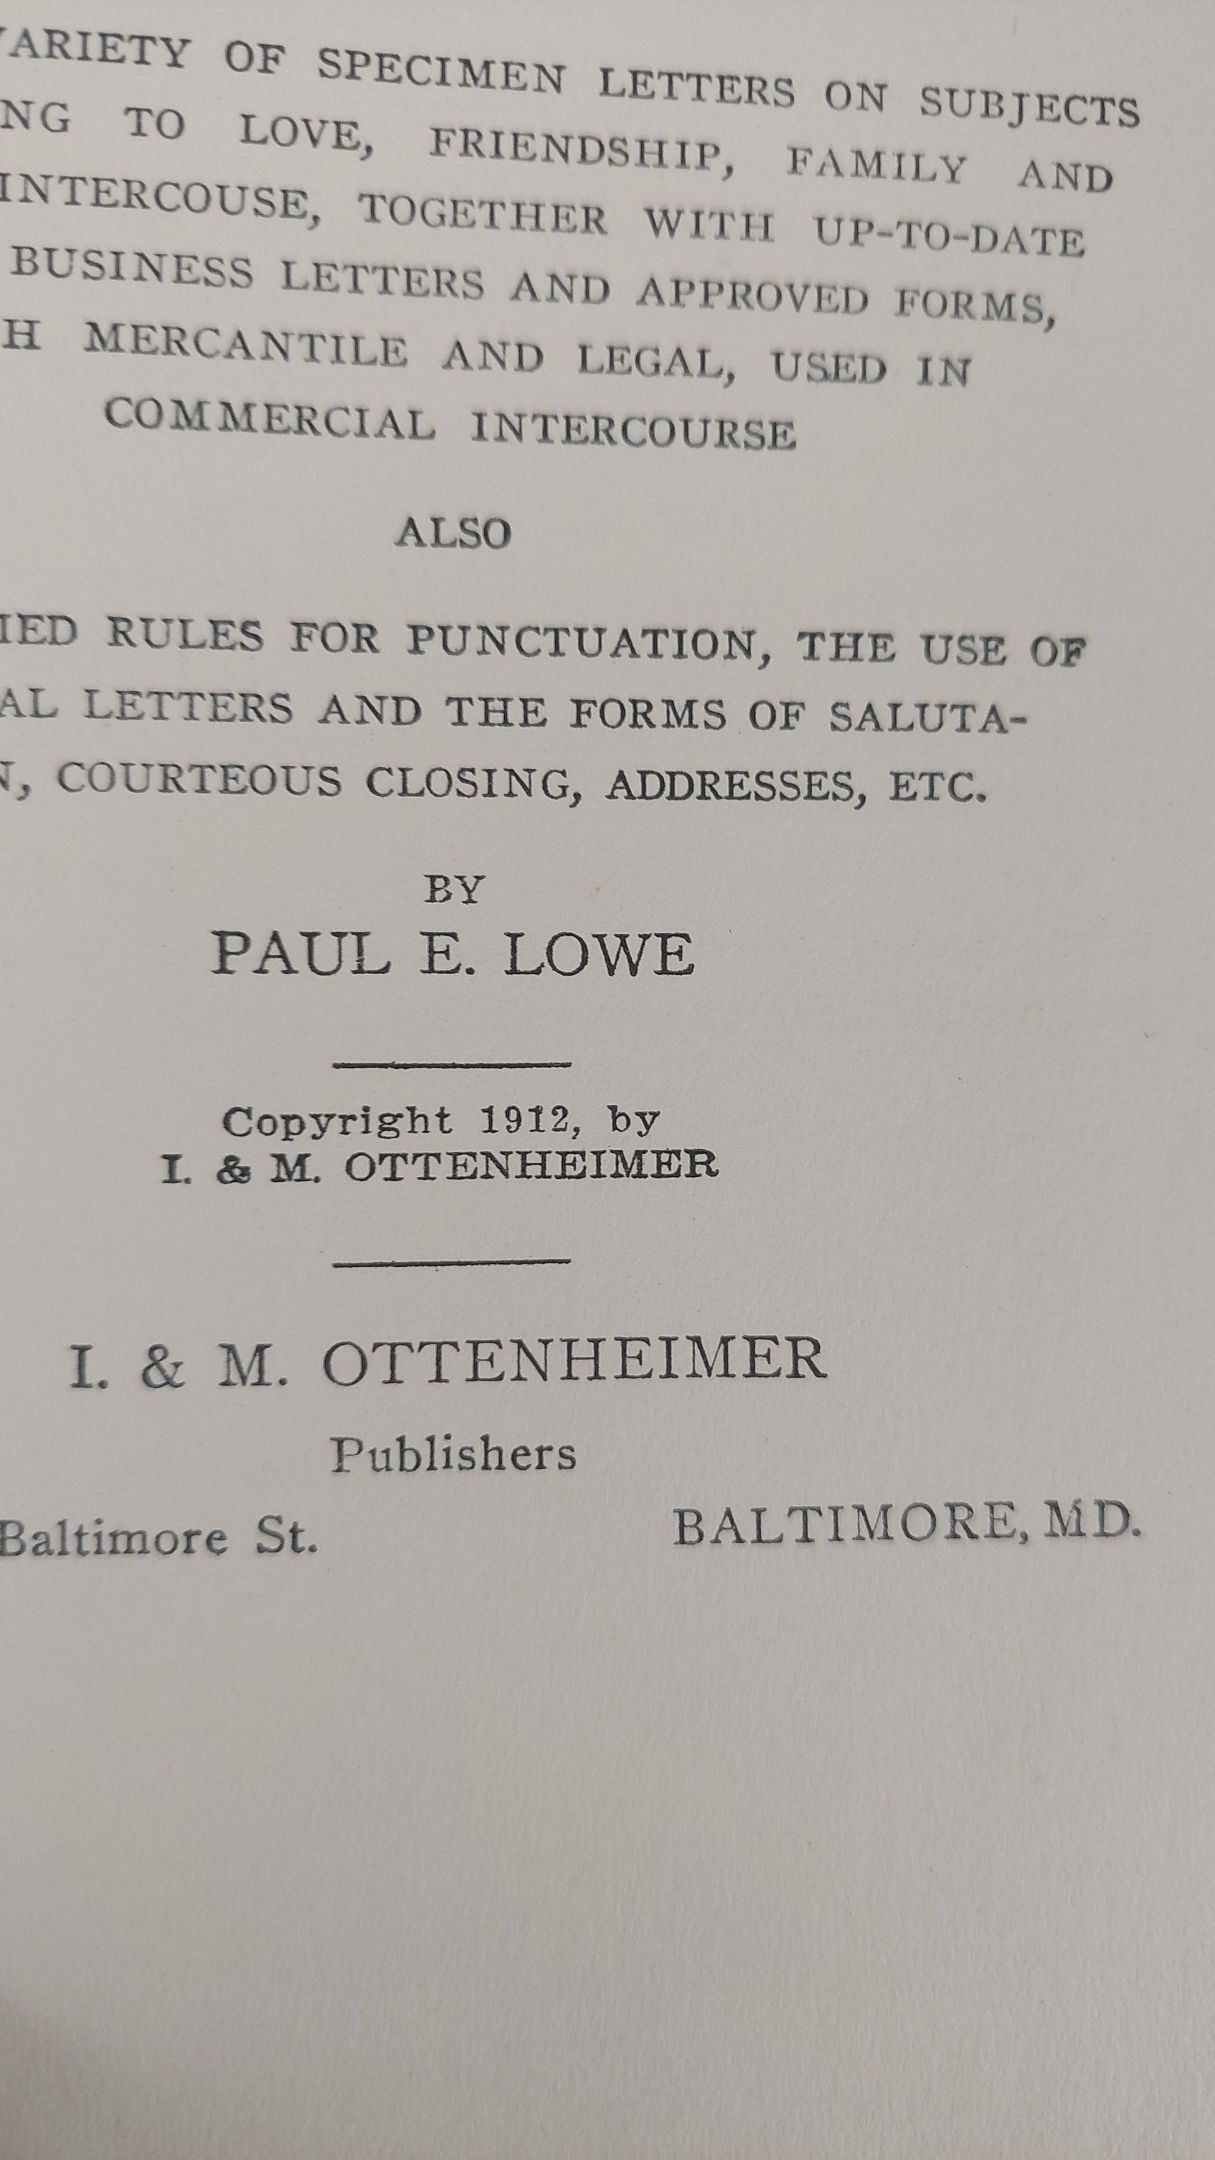 VARIETY OF SPECIMEN LETTERS ON SUBJECTS
NG TO LOVE, FRIENDSHIP, FAMILY AND
INTERCOUSE, TOGETHER WITH UP-TO-DATE
BUSINESS LETTERS AND APPROVED FORMS,
H MERCANTILE AND LEGAL, USED IN
COMMERCIAL INTERCOURSE
ALSO
IED RULES FOR PUNCTUATION, THE USE OF
AL LETTERS AND THE FORMS OF SALUTA-
N, COURTEOUS CLOSING, ADDRESSES, ETC.
BY
PAUL E. LOWE
Copyright 1912, by
I. & M. OTTENHEIMER
I. & M. OTTENHEIMER
Publishers
Baltimore St. BALTIMORE, MD.